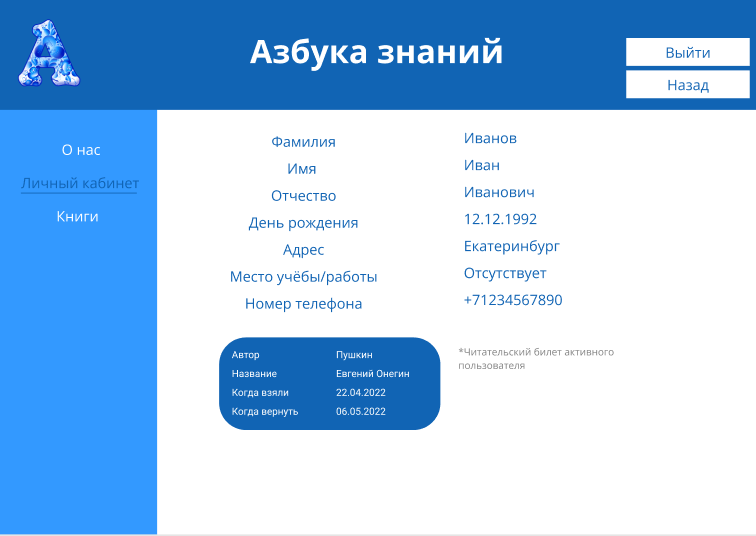 А
Азбука знаний
Выйти
Назад
О нас
Личный кабинет
Книги
Фамилия Иванов
Имя Иван
Отчество Иванович
День рождения 12.12.1992
Адрес Екатеринбург
Место учёбы/работы Отсутствует
Номер телефона +71234567890
Автор Пушкин
Название Евгений Онегин
Когда взяли 22.04.2022
Когда вернуть 06.05.2022
*Читательский билет активного
пользователя